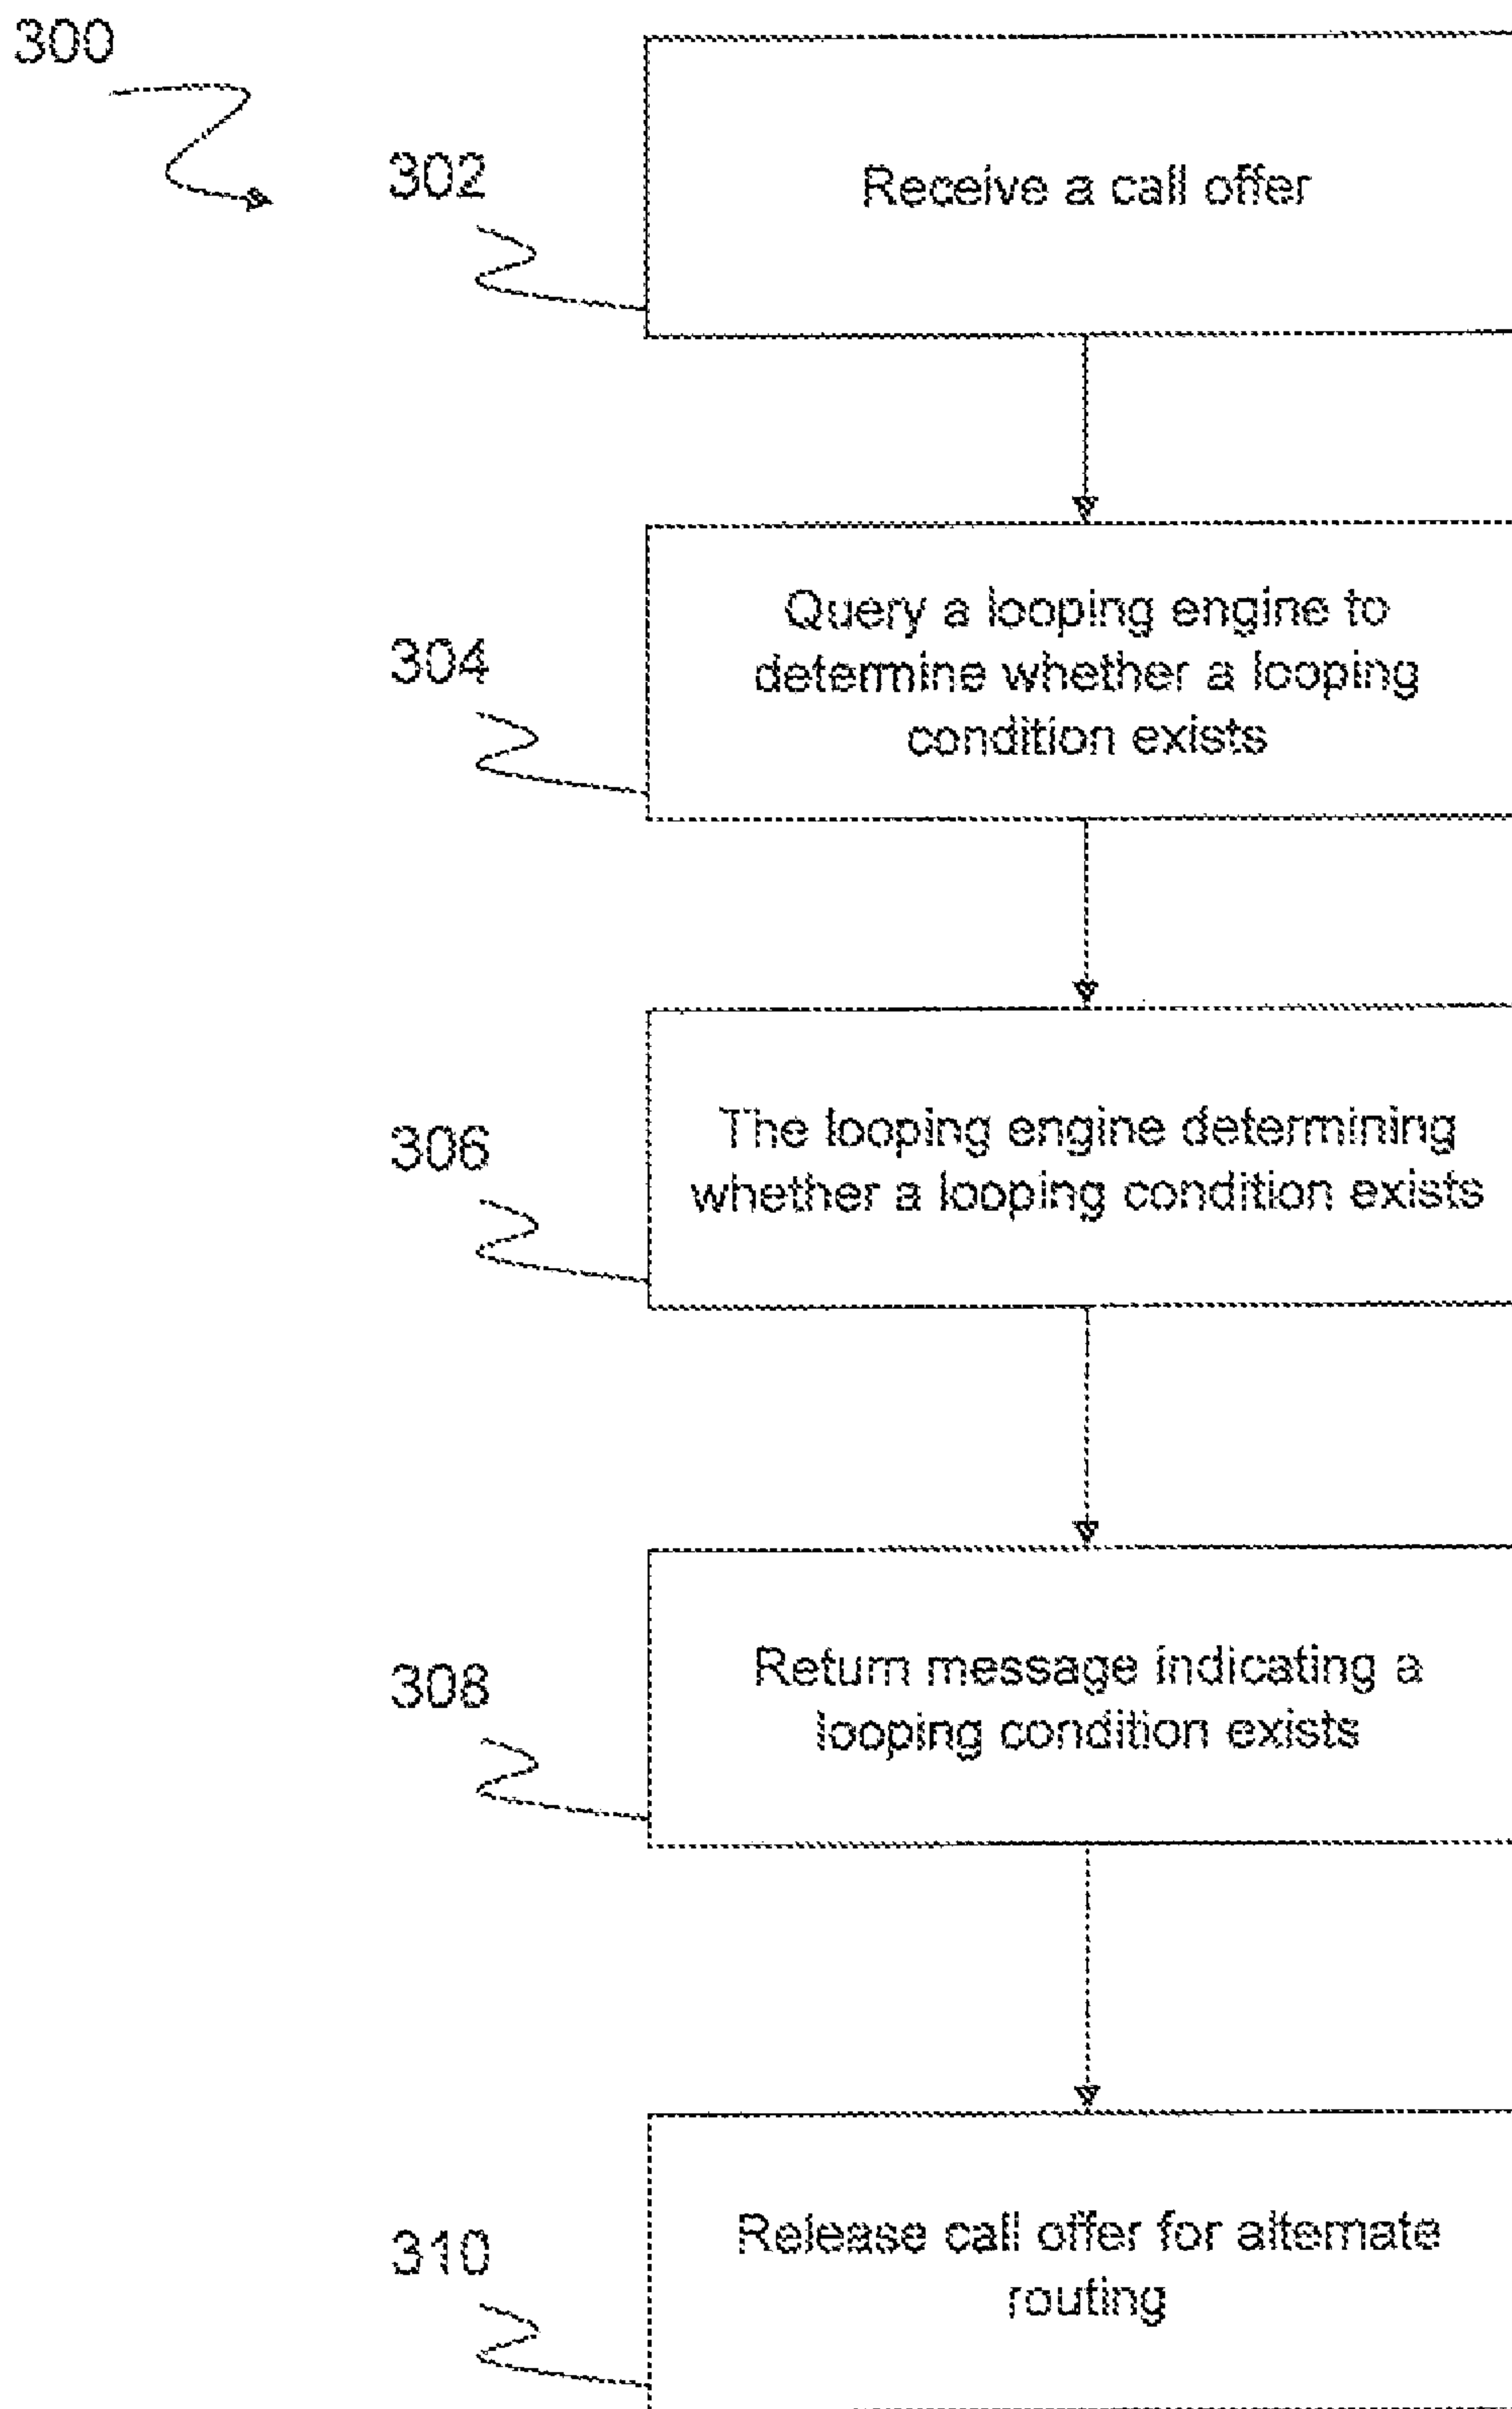 300
302
Receive a call offer
304
Query a looping engine to
determine whether a looping
condition exists
306
The looping engine determining
whether a looping condition exists
308
Return message indicating a
looping condition exists
310
Release call offer for alternate
routing